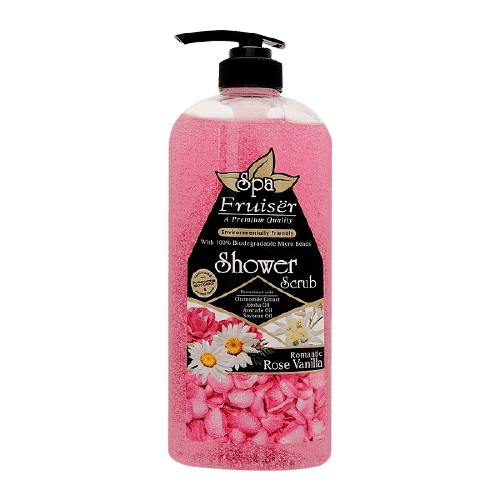 Spa
Fruiser
A Premium Quality
Environmentally friendly
With 100% Biodegradable Micro Beads
Shower
Scrub
Chamomile Extract
Jojoba Oil
Avocado Oil
Soybean Oil
Romantic
Rose Vanilla